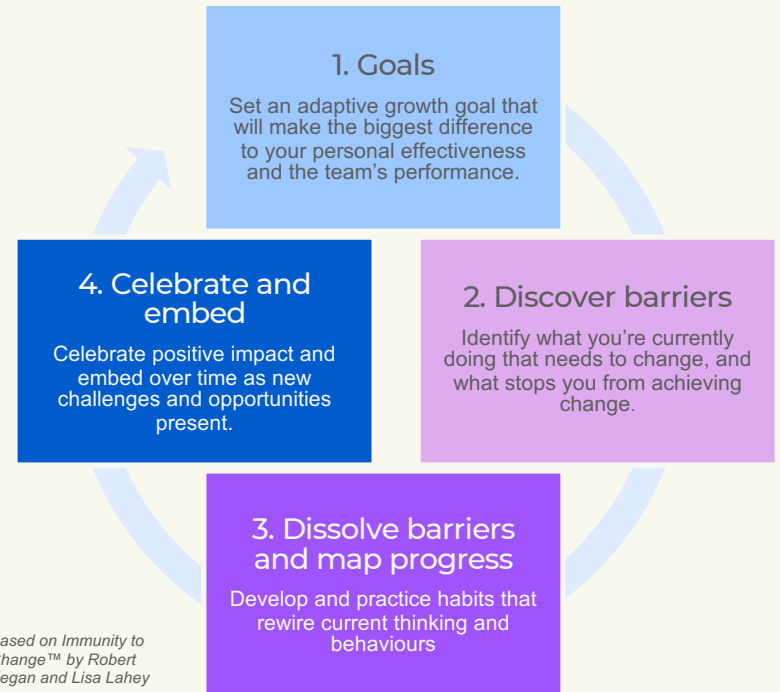 1. Goals
Set an adaptive growth goal that
will make the biggest difference
to your personal effectiveness
and the team's performance.
4. Celebrate and
embed
Celebrate positive impact and
embed over time as new
challenges and opportunities
present.
2. Discover barriers
Identify what you're currently
doing that needs to change, and
what stops you from achieving
change.
3. Dissolve barriers
and map progress
Develop and practice habits that
rewire current thinking and
behaviours
ased on Immunity to
hange™ by Robert
egan and Lisa Lahey